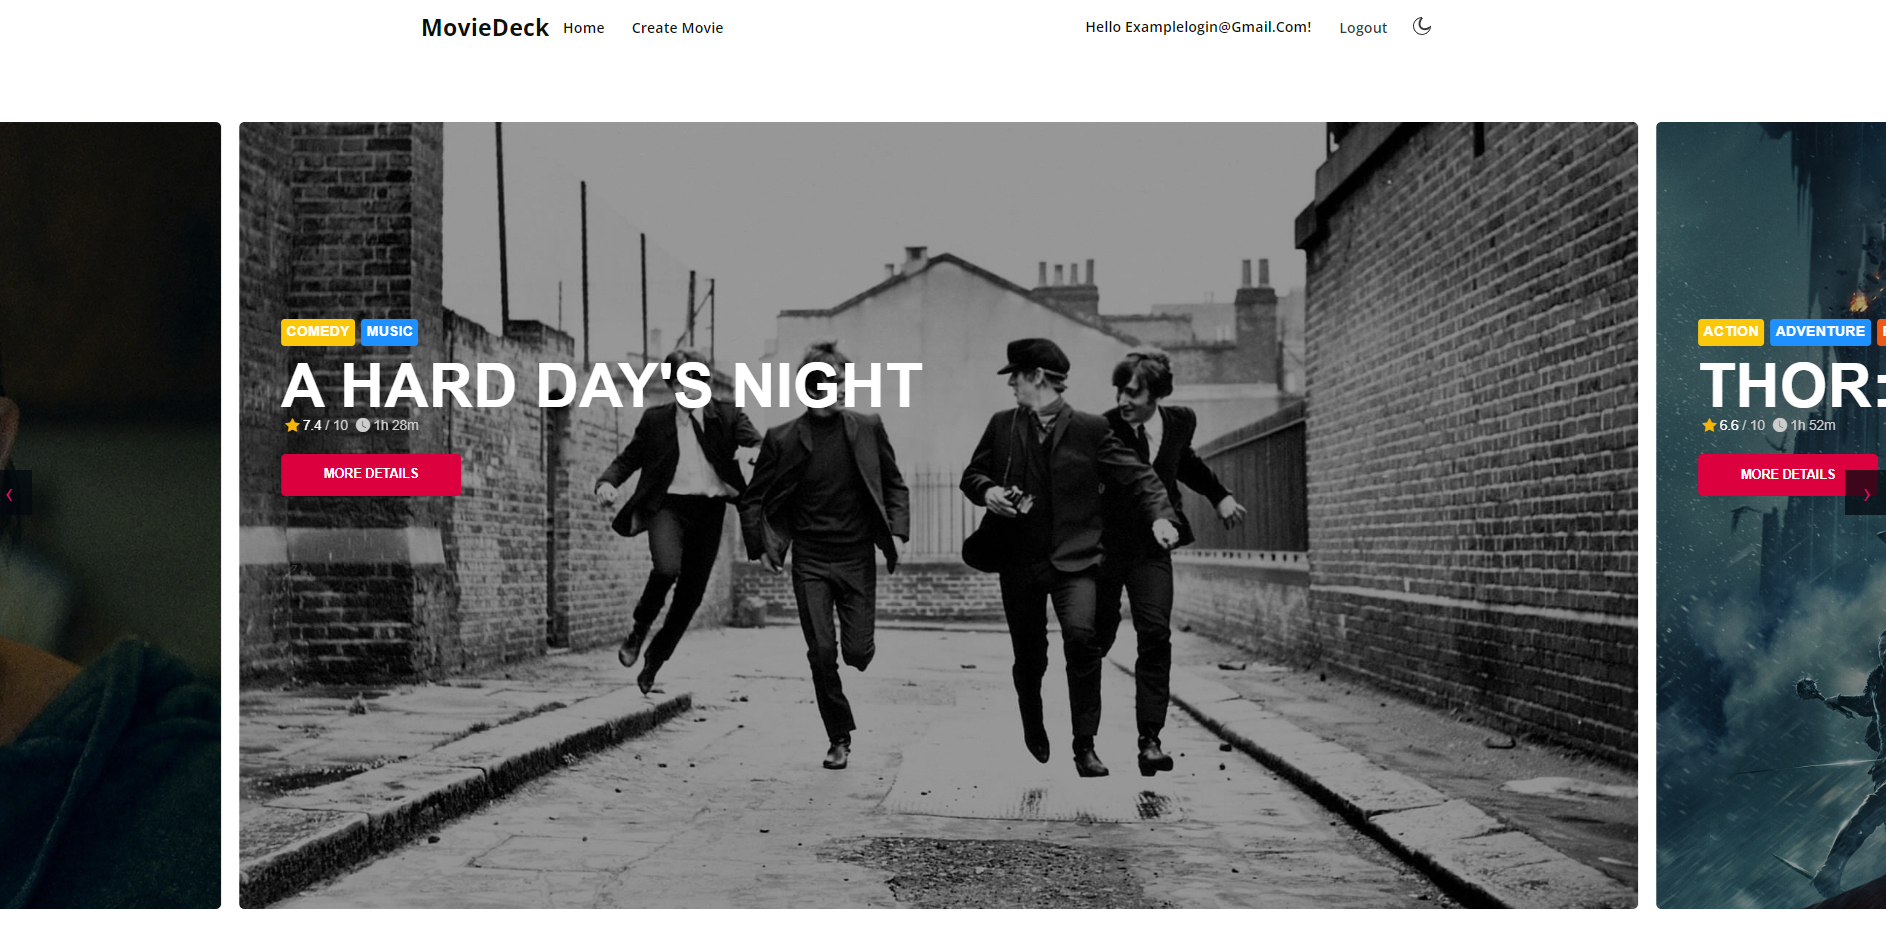 MovieDeck Home Create Movie Hello Examplelogin@Gmail.Com! Logout
COMEDY MUSIC
A HARD DAY'S NIGHT
7.4 / 10 1h 28m
MORE DETAILS
ACTION ADVENTURE
THOR:
6.6 / 10 1h 52m
MORE DETAILS